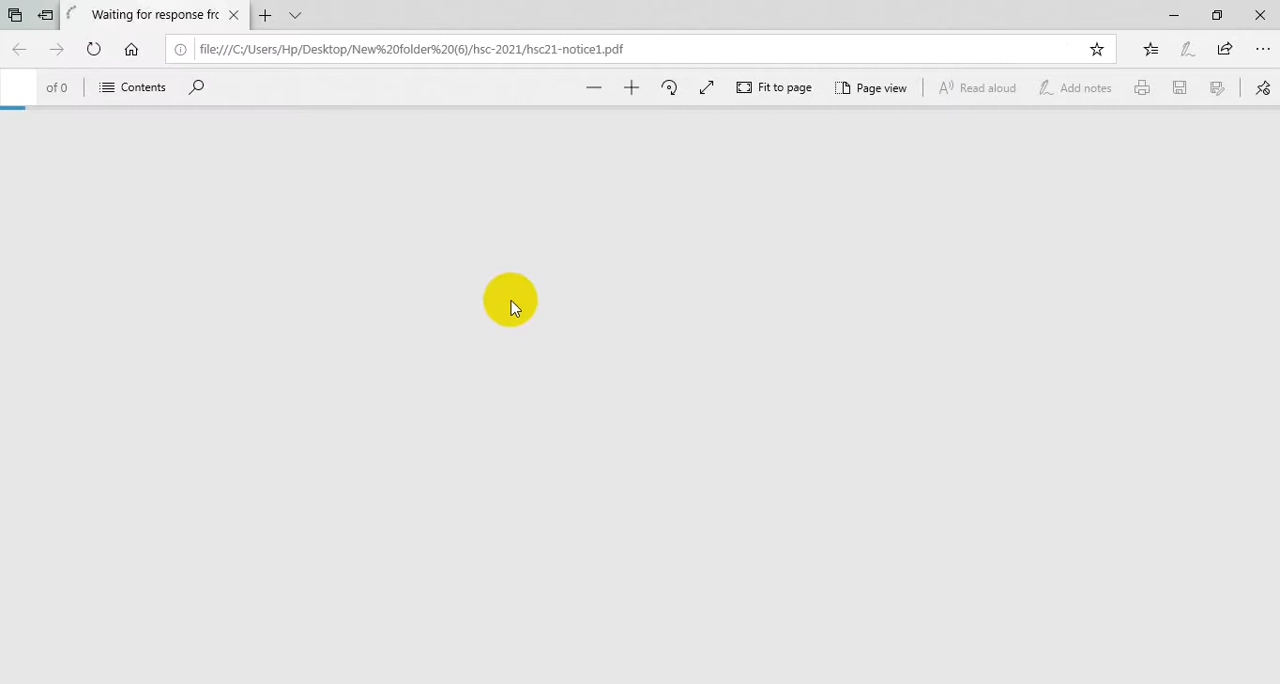 Waiting for response fro
file:///C:/Users/Hp/Desktop/New%20folder%20(6)/hsc-2021/hsc21-notice1.pdf
of 0 Contents Fit to page Page view Read aloud Add notes